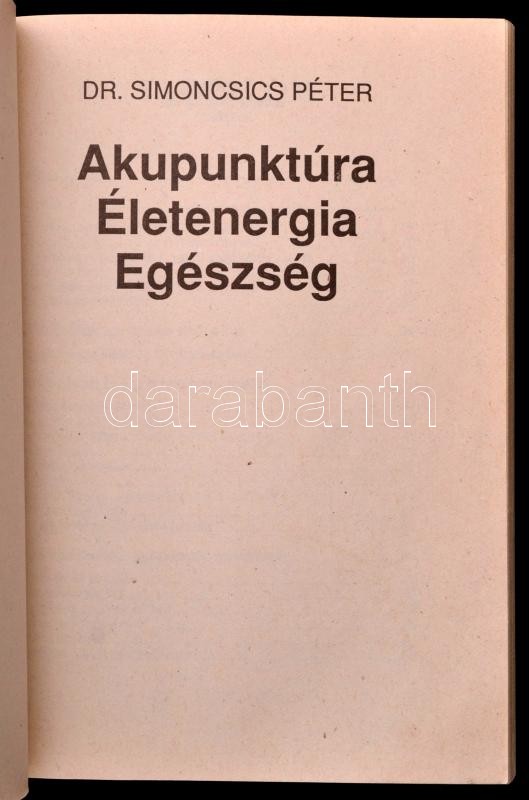 DR. SIMONCSICS PÉTER
Akupunktúra
Életenergia
Egészség
darabanth